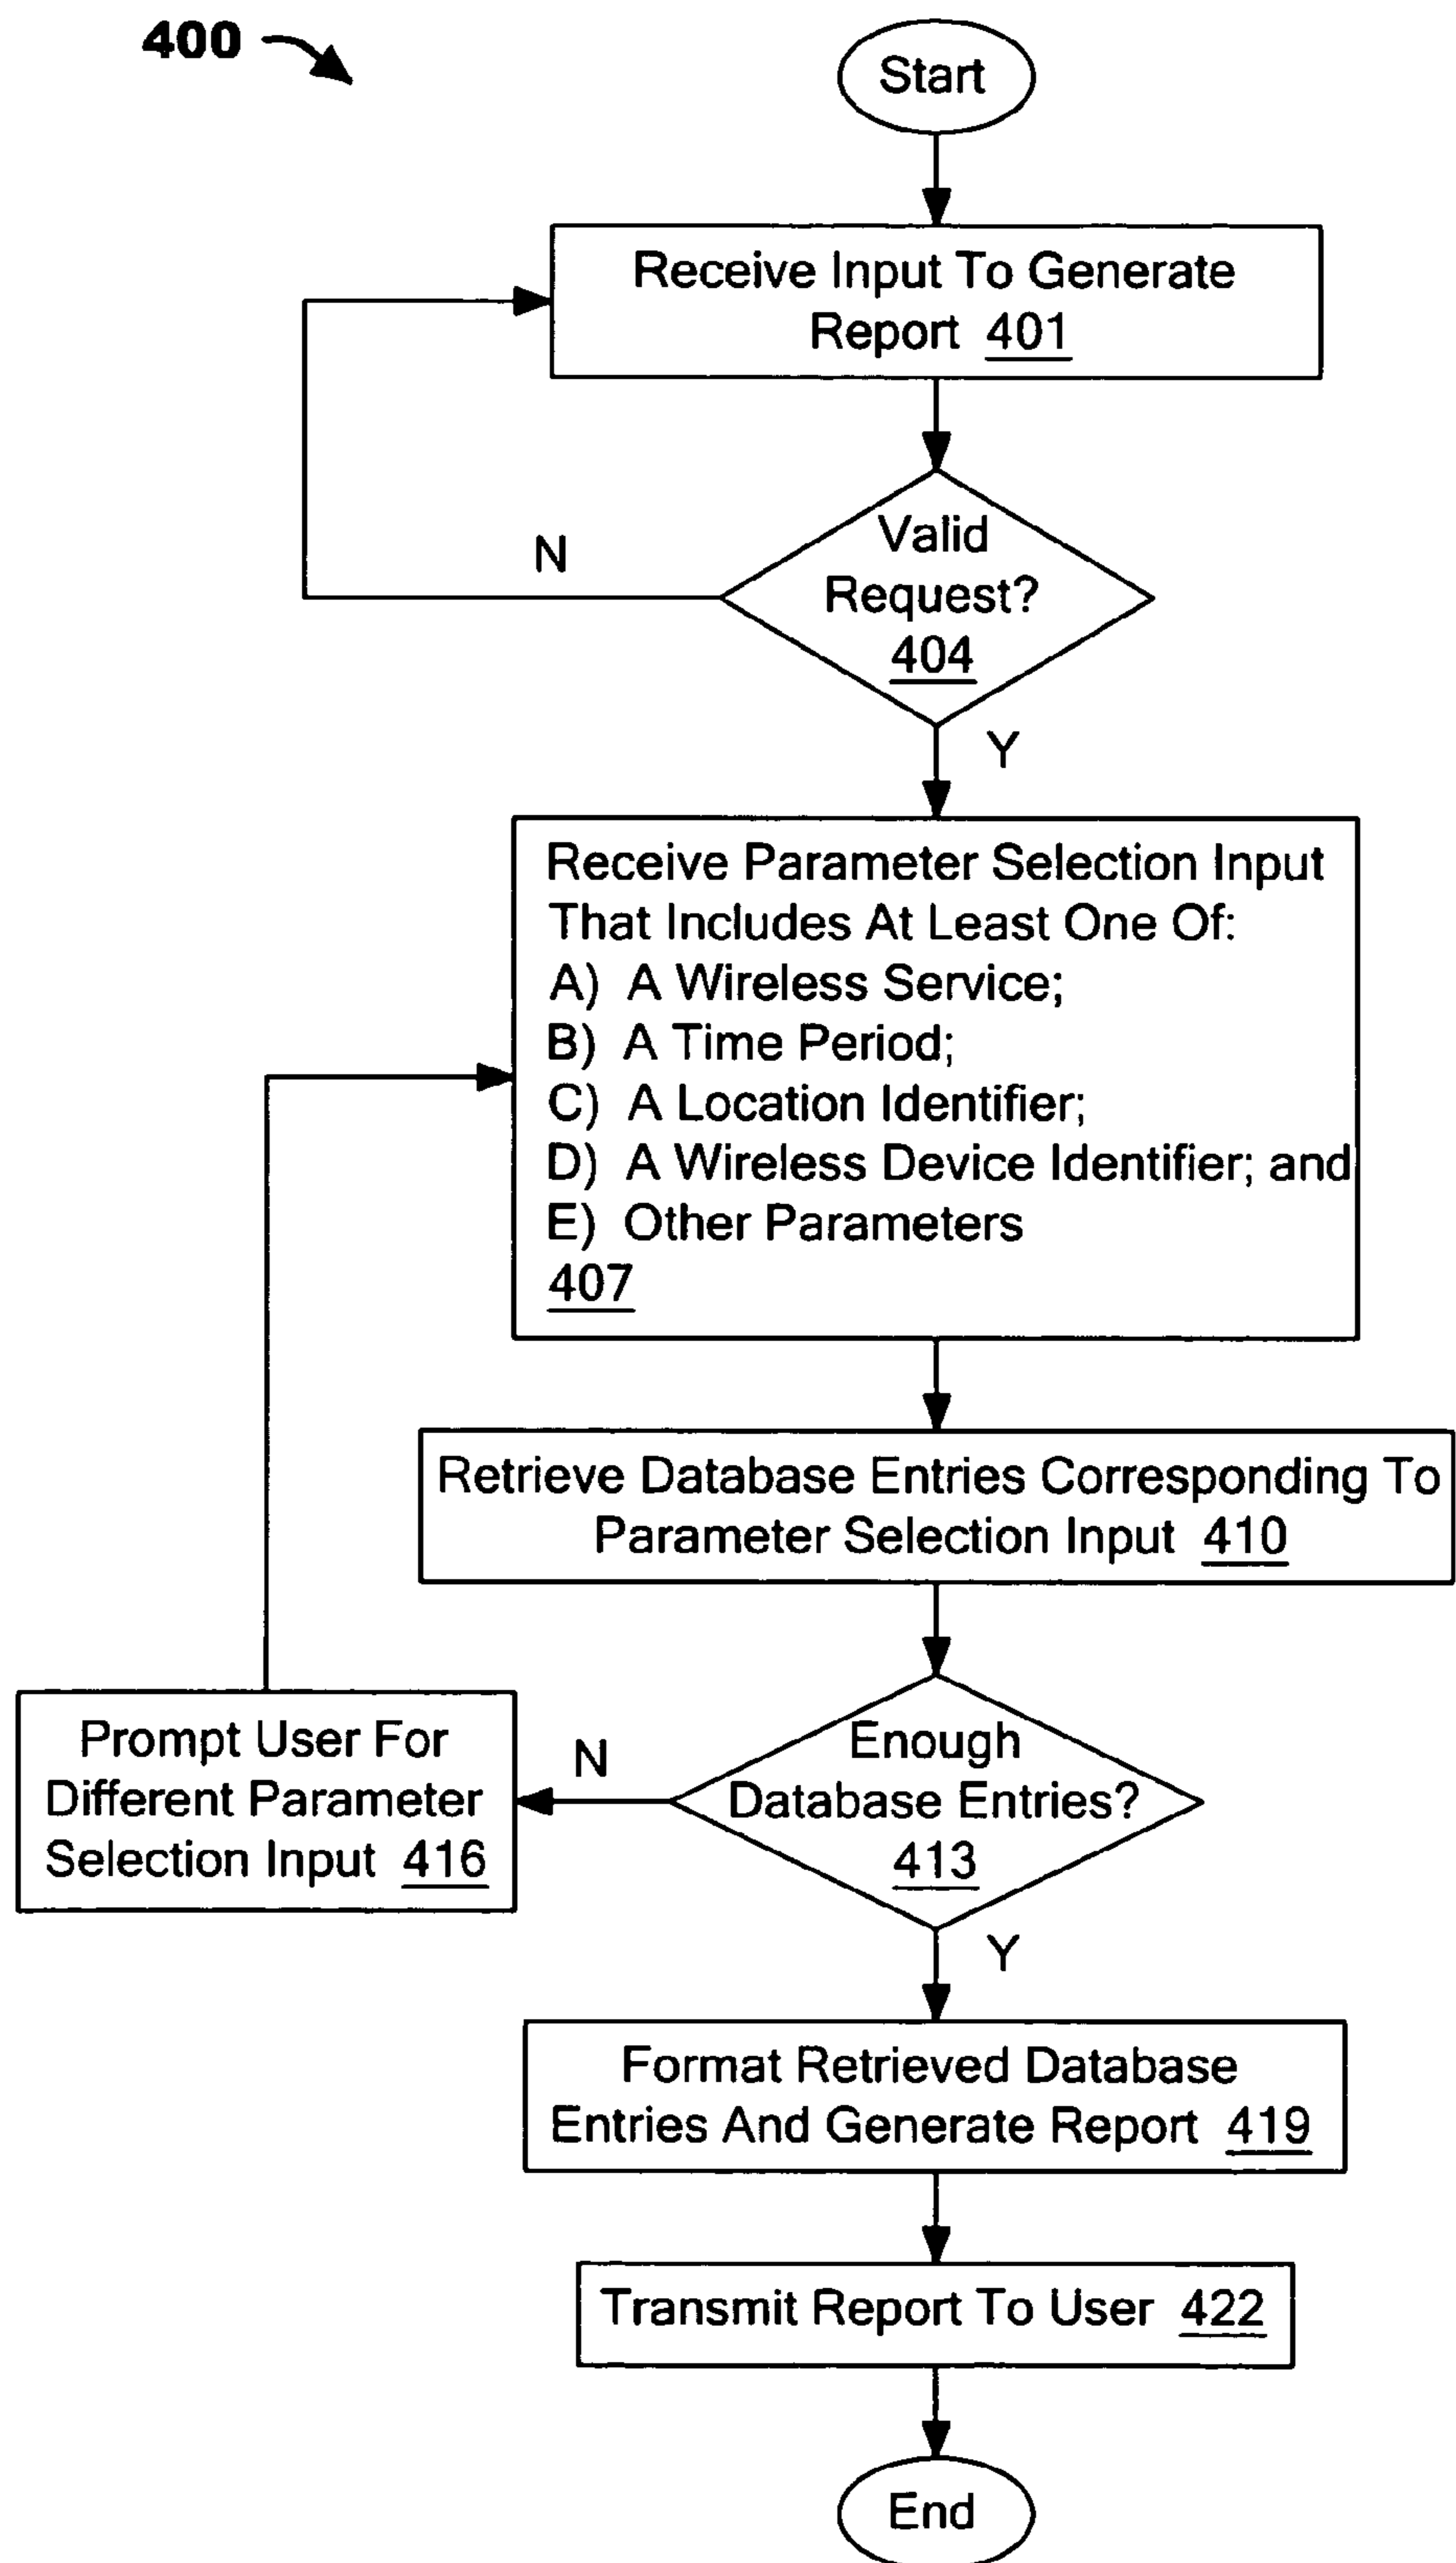 400
Start
Receive Input To Generate
Report 401
Valid
Request?
404
N
Y
Receive Parameter Selection Input
That Includes At Least One Of:
A) A Wireless Service;
B) A Time Period;
C) A Location Identifier;
D) A Wireless Device Identifier; and
E) Other Parameters
407
Retrieve Database Entries Corresponding To
Parameter Selection Input 410
Enough
Database Entries?
413
N
Prompt User For
Different Parameter
Selection Input 416
Y
Format Retrieved Database
Entries And Generate Report 419
Transmit Report To User 422
End